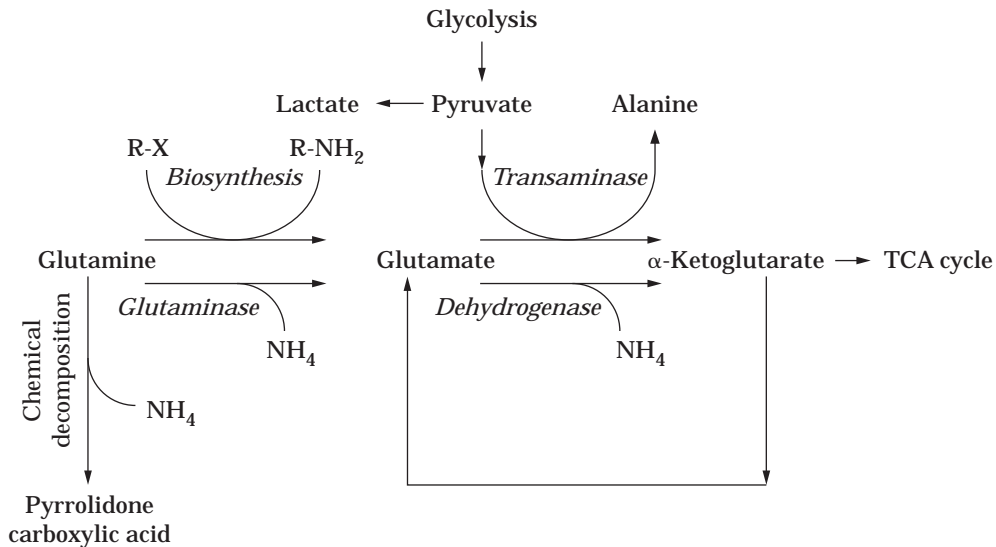 Glycolysis
Lactate
Pyruvate
Alanine
R-X
R-NH₂
Biosynthesis
Transaminase
Glutamine
Glutamate
α-Ketoglutarate
TCA cycle
Glutaminase
Dehydrogenase
NH₄
NH₄
Chemical
decomposition
NH₄
Pyrrolidone
carboxylic acid